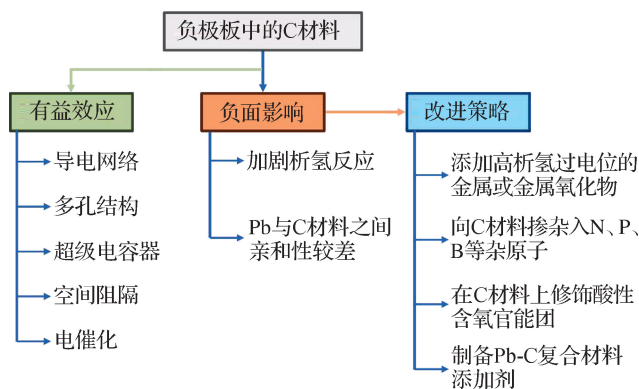 负极板中的C材料
有益效应
导电网络
多孔结构
超级电容器
空间阻隔
电催化
负面影响
加剧析氢反应
Pb与C材料之间
亲和性较差
改进策略
添加高析氢过电位的
金属或金属氧化物
向C材料掺杂入N、P、
B等杂原子
在C材料上修饰酸性
含氧官能团
制备Pb-C复合材料
添加剂